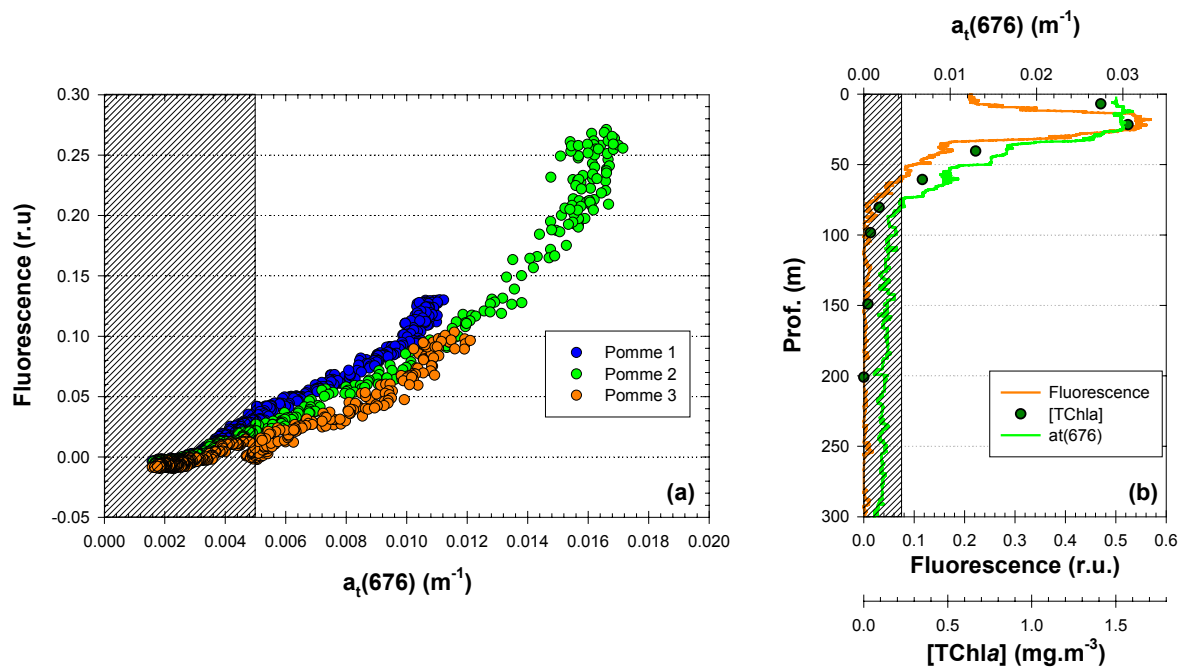 0.30
0.25
0.20
0.15
0.10
0.05
0.00
-0.05
Fluorescence (r.u)
0.000 0.002 0.004 0.006 0.008 0.010 0.012 0.014 0.016 0.018 0.020
at(676) (m-1)
Pomme 1
Pomme 2
Pomme 3
(a)
at(676) (m-1)
0.00 0.01 0.02 0.03
0
50
100
150
200
250
300
Prof. (m)
Fluorescence
[TChla]
at(676)
(b)
0.0 0.1 0.2 0.3 0.4 0.5 0.6
Fluorescence (r.u.)
0.0 0.5 1.0 1.5
[TChla] (mg.m-3)